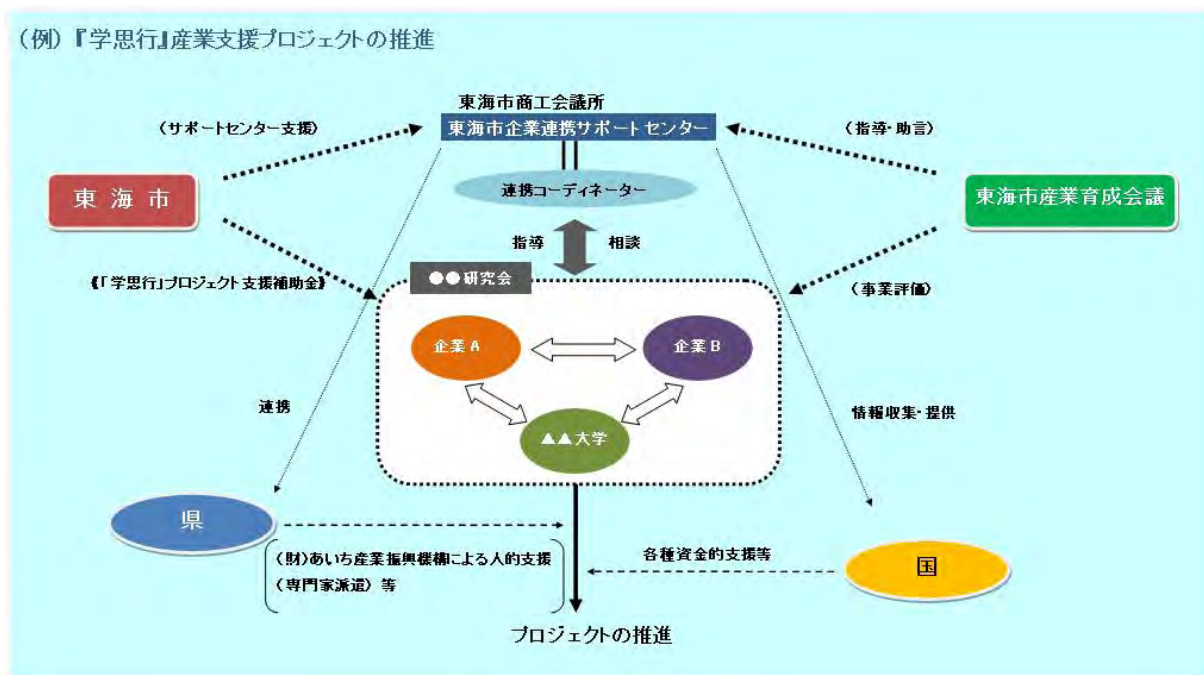 (例)『学思行』産業支援プロジェクトの推進
東海市商工会議所
(サポートセンター支援)
東海市企業連携サポートセンター
(指導・助言)
東 海 市
連携コーディネーター
東海市産業育成会議
指導
相談
《「学思行」プロジェクト支援補助金》
●●研究会
(事業評価)
企業A
企業B
連携
情報収集・提供
▲▲大学
県
(財)あいち産業振興機構による人的支援
(専門家派遣)等
各種資金的支援等
国
プロジェクトの推進